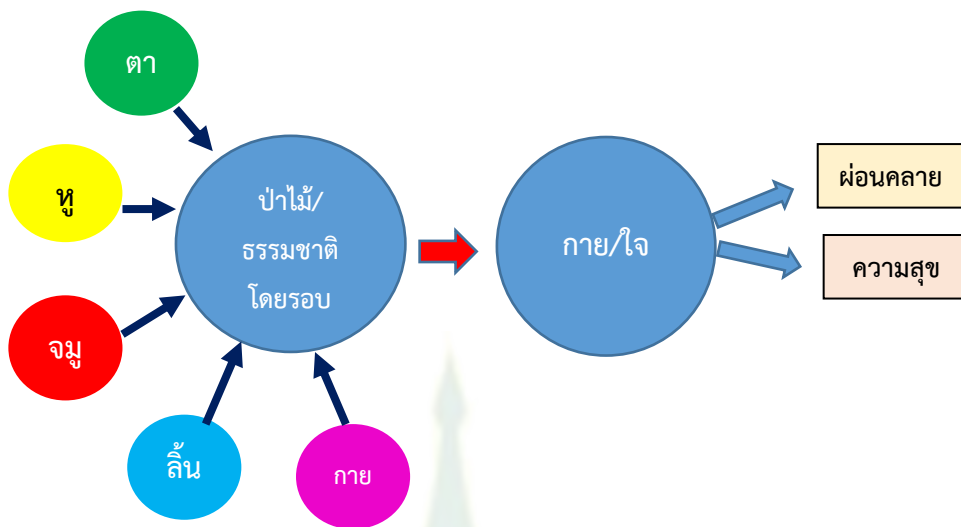 ตา
หู
จมู
ลิ้น
กาย
ป่าไม้/
ธรรมชาติ
โดยรอบ
กาย/ใจ
ผ่อนคลาย
ความสุข